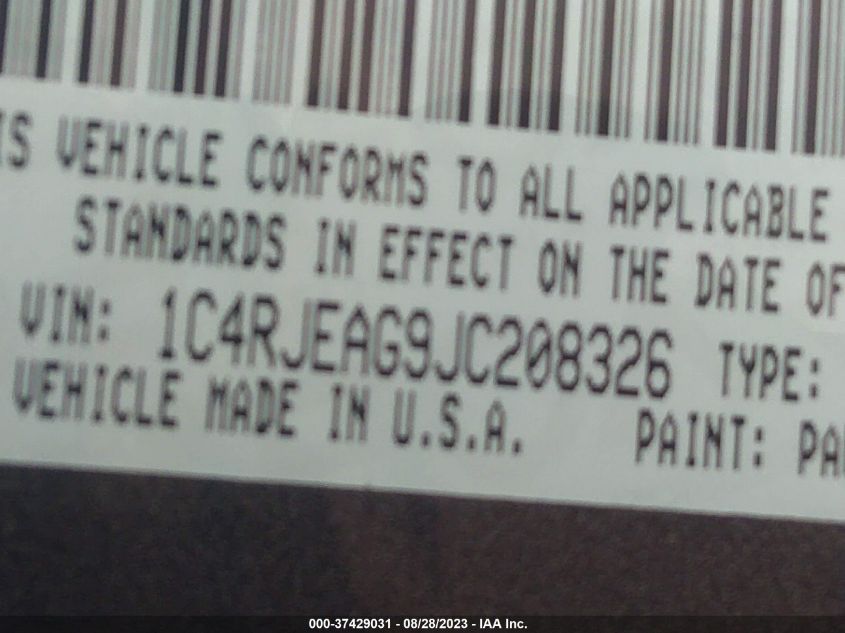 IS VEHICLE CONFORMS TO ALL APPLICABLE
STANDARDS IN EFFECT ON THE DATE OF
VIN: 1C4RJEAG9JC208326 TYPE:
VEHICLE MADE IN U.S.A. PAINT: PA
000-37429031 - 08/28/2023 - IAA Inc.